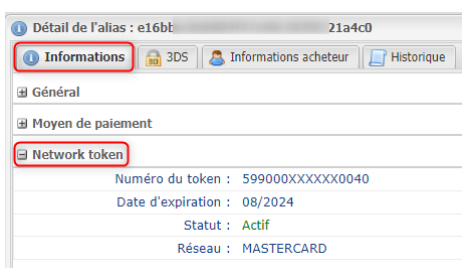 Détail de l'alias : e16bb 21a4c0
Informations 3DS Informations acheteur Historique
Général
Moyen de paiement
Network token
Numéro du token : 599000XXXXXX0040
Date d'expiration : 08/2024
Statut : Actif
Réseau : MASTERCARD